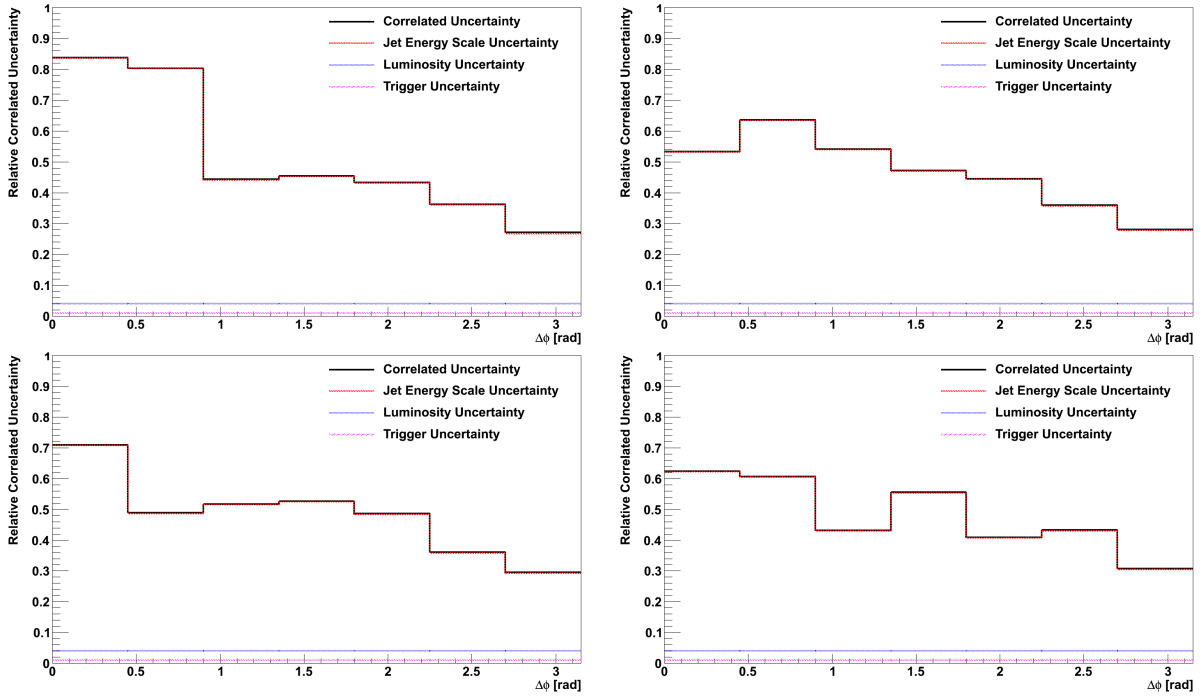 Relative Correlated Uncertainty
1
0.9
0.8
0.7
0.6
0.5
0.4
0.3
0.2
0.1
0
Correlated Uncertainty
Jet Energy Scale Uncertainty
Luminosity Uncertainty
Trigger Uncertainty
0 0.5 1 1.5 2 2.5 3
Δϕ [rad]
Relative Correlated Uncertainty
1
0.9
0.8
0.7
0.6
0.5
0.4
0.3
0.2
0.1
0
Correlated Uncertainty
Jet Energy Scale Uncertainty
Luminosity Uncertainty
Trigger Uncertainty
0 0.5 1 1.5 2 2.5 3
Δϕ [rad]
Relative Correlated Uncertainty
1
0.9
0.8
0.7
0.6
0.5
0.4
0.3
0.2
0.1
0
Correlated Uncertainty
Jet Energy Scale Uncertainty
Luminosity Uncertainty
Trigger Uncertainty
0 0.5 1 1.5 2 2.5 3
Δϕ [rad]
Relative Correlated Uncertainty
1
0.9
0.8
0.7
0.6
0.5
0.4
0.3
0.2
0.1
0
Correlated Uncertainty
Jet Energy Scale Uncertainty
Luminosity Uncertainty
Trigger Uncertainty
0 0.5 1 1.5 2 2.5 3
Δϕ [rad]